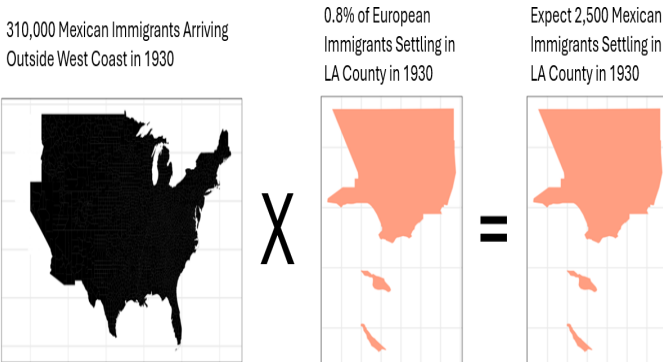 310,000 Mexican Immigrants Arriving
Outside West Coast in 1930
X
0.8% of European
Immigrants Settling in
LA County in 1930
=
Expect 2,500 Mexican
Immigrants Settling in
LA County in 1930